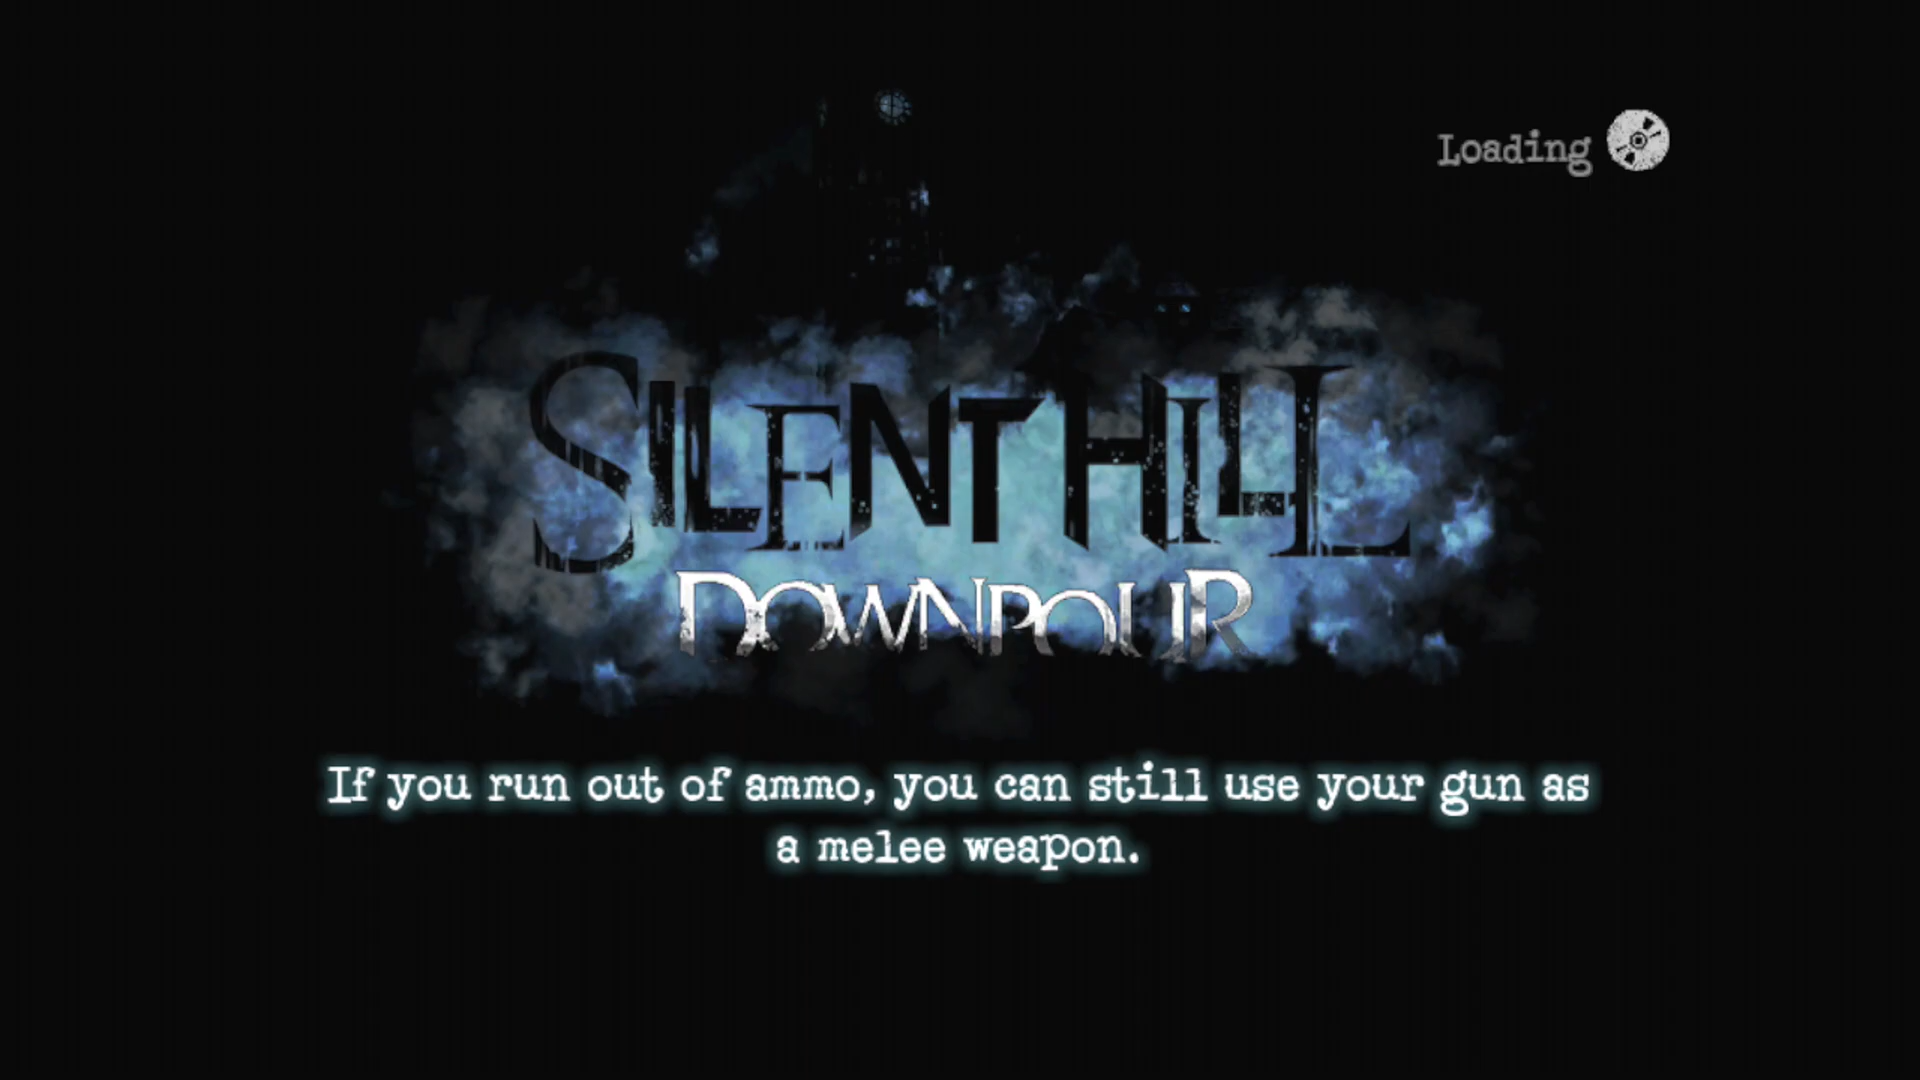 Loading
SILENT HILL
DOWNPOUR
If you run out of ammo, you can still use your gun as
a melee weapon.